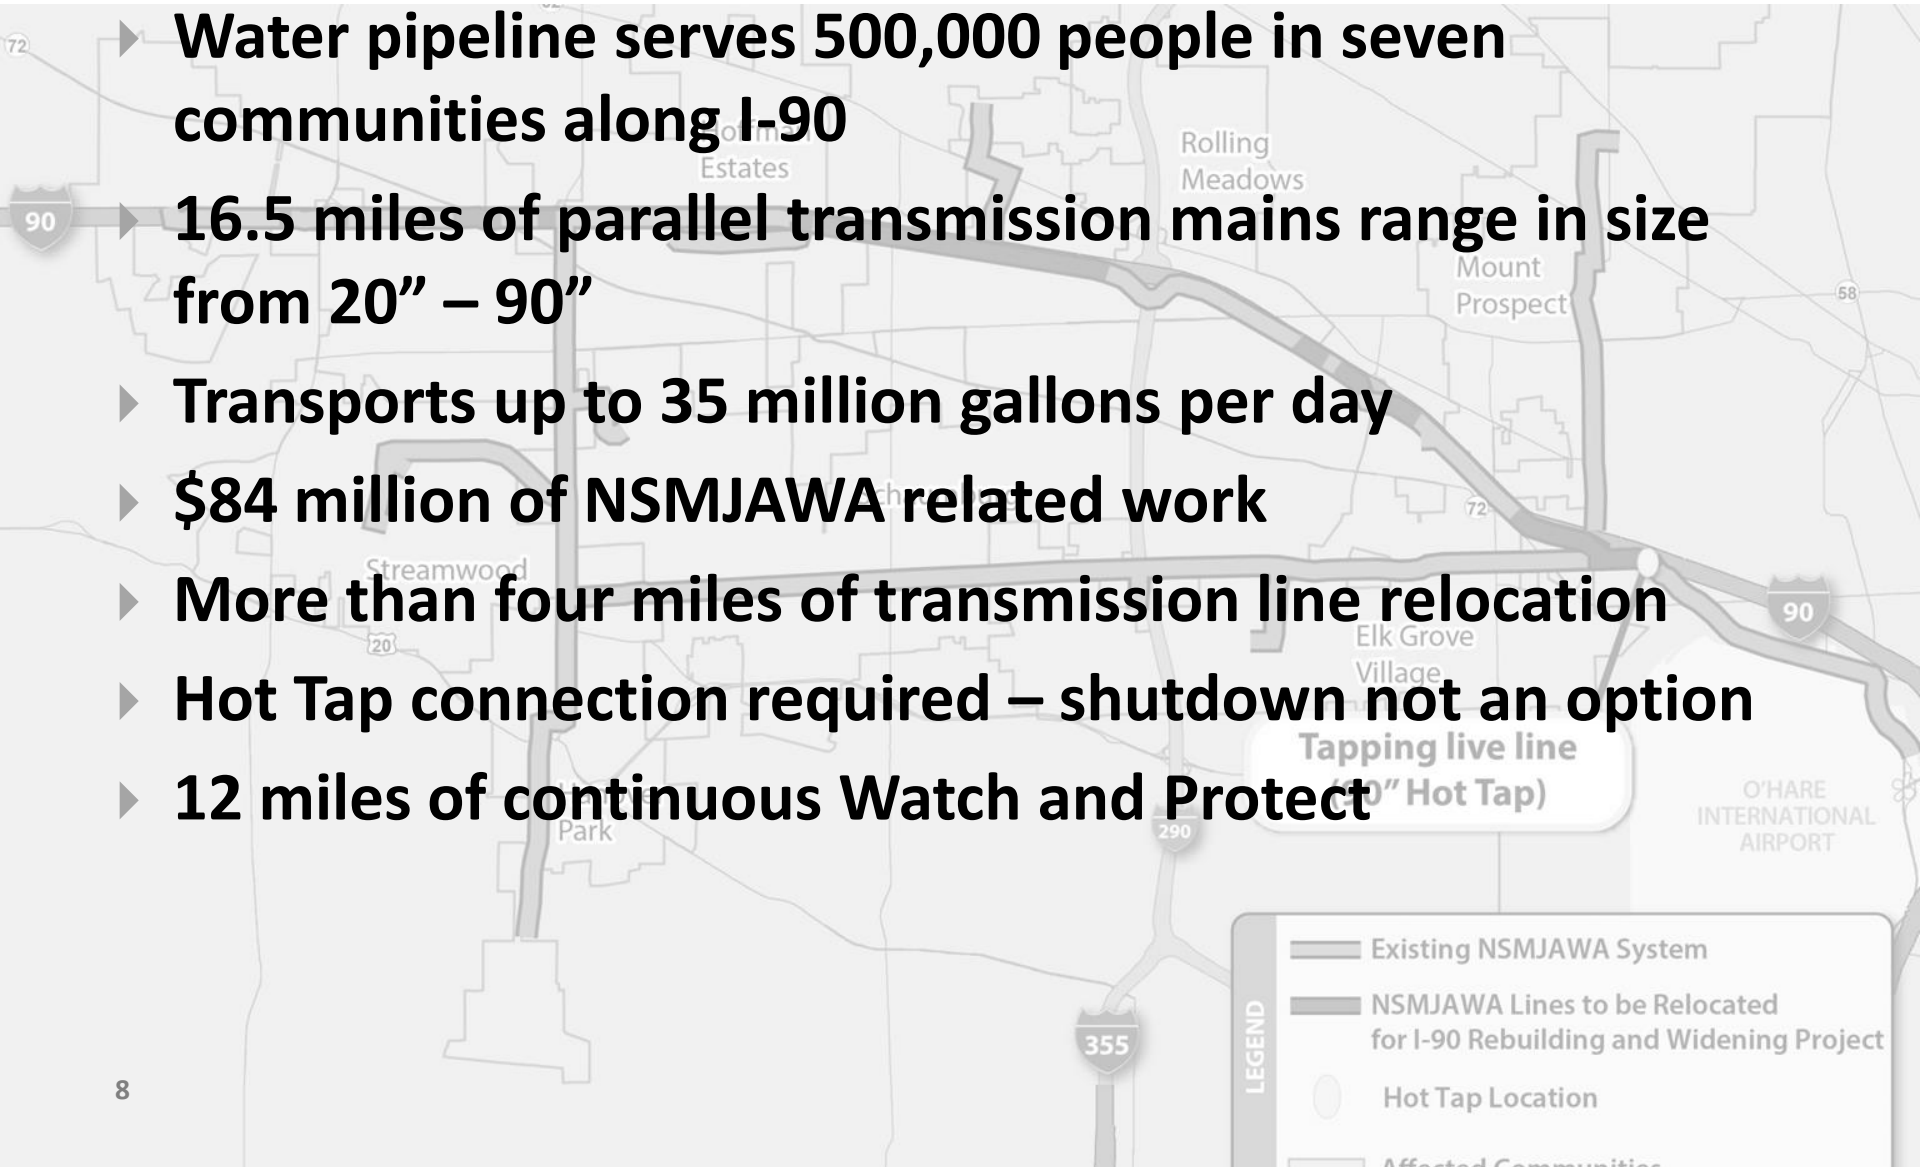 Water pipeline serves 500,000 people in seven
communities along I-90
16.5 miles of parallel transmission mains range in size
from 20” – 90”
Transports up to 35 million gallons per day
$84 million of NSMJAWA related work
More than four miles of transmission line relocation
Hot Tap connection required – shutdown not an option
12 miles of continuous Watch and Protect
72
90
Estates
Rolling
Meadows
Mount
Prospect
58
72
Streamwood
20
90
Elk Grove
Village
Tapping live line
(90” Hot Tap)
Park
290
O'HARE
INTERNATIONAL
AIRPORT
355
LEGEND
Existing NSMJAWA System
NSMJAWA Lines to be Relocated
for I-90 Rebuilding and Widening Project
Hot Tap Location
Affected Communities
8